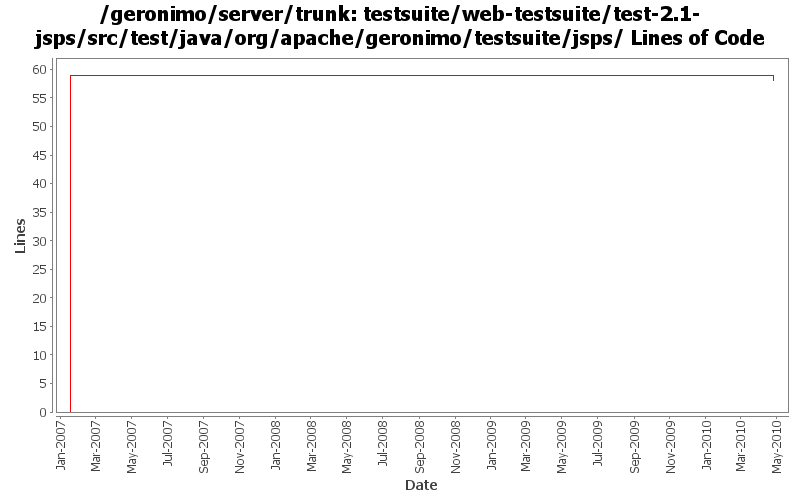 /geronimo/server/trunk: testsuite/web-testsuite/test-2.1-
jsps/src/test/java/org/apache/geronimo/testsuite/jsps/ Lines of Code
60
55
50
45
40
35
30
25
20
15
10
5
0
Lines
Jan-2007
Mar-2007
May-2007
Jul-2007
Sep-2007
Nov-2007
Jan-2008
Mar-2008
May-2008
Jul-2008
Sep-2008
Nov-2008
Jan-2009
Mar-2009
May-2009
Jul-2009
Sep-2009
Nov-2009
Jan-2010
Mar-2010
May-2010
Date